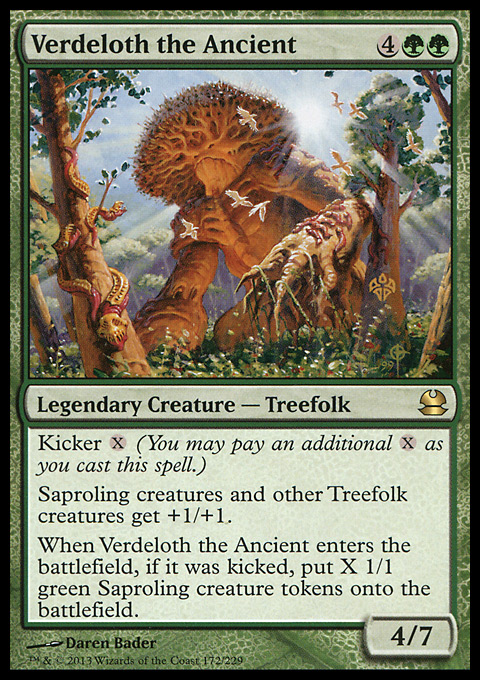 Verdeloth the Ancient 4
Legendary Creature — Treefolk
Kicker X (You may pay an additional X as
you cast this spell.)
Saproling creatures and other Treefolk
creatures get +1/+1.
When Verdeloth the Ancient enters the
battlefield, if it was kicked, put X 1/1
green Saproling creature tokens onto the
battlefield.
4/7
Daren Bader
™ & © 2013 Wizards of the Coast 172/229